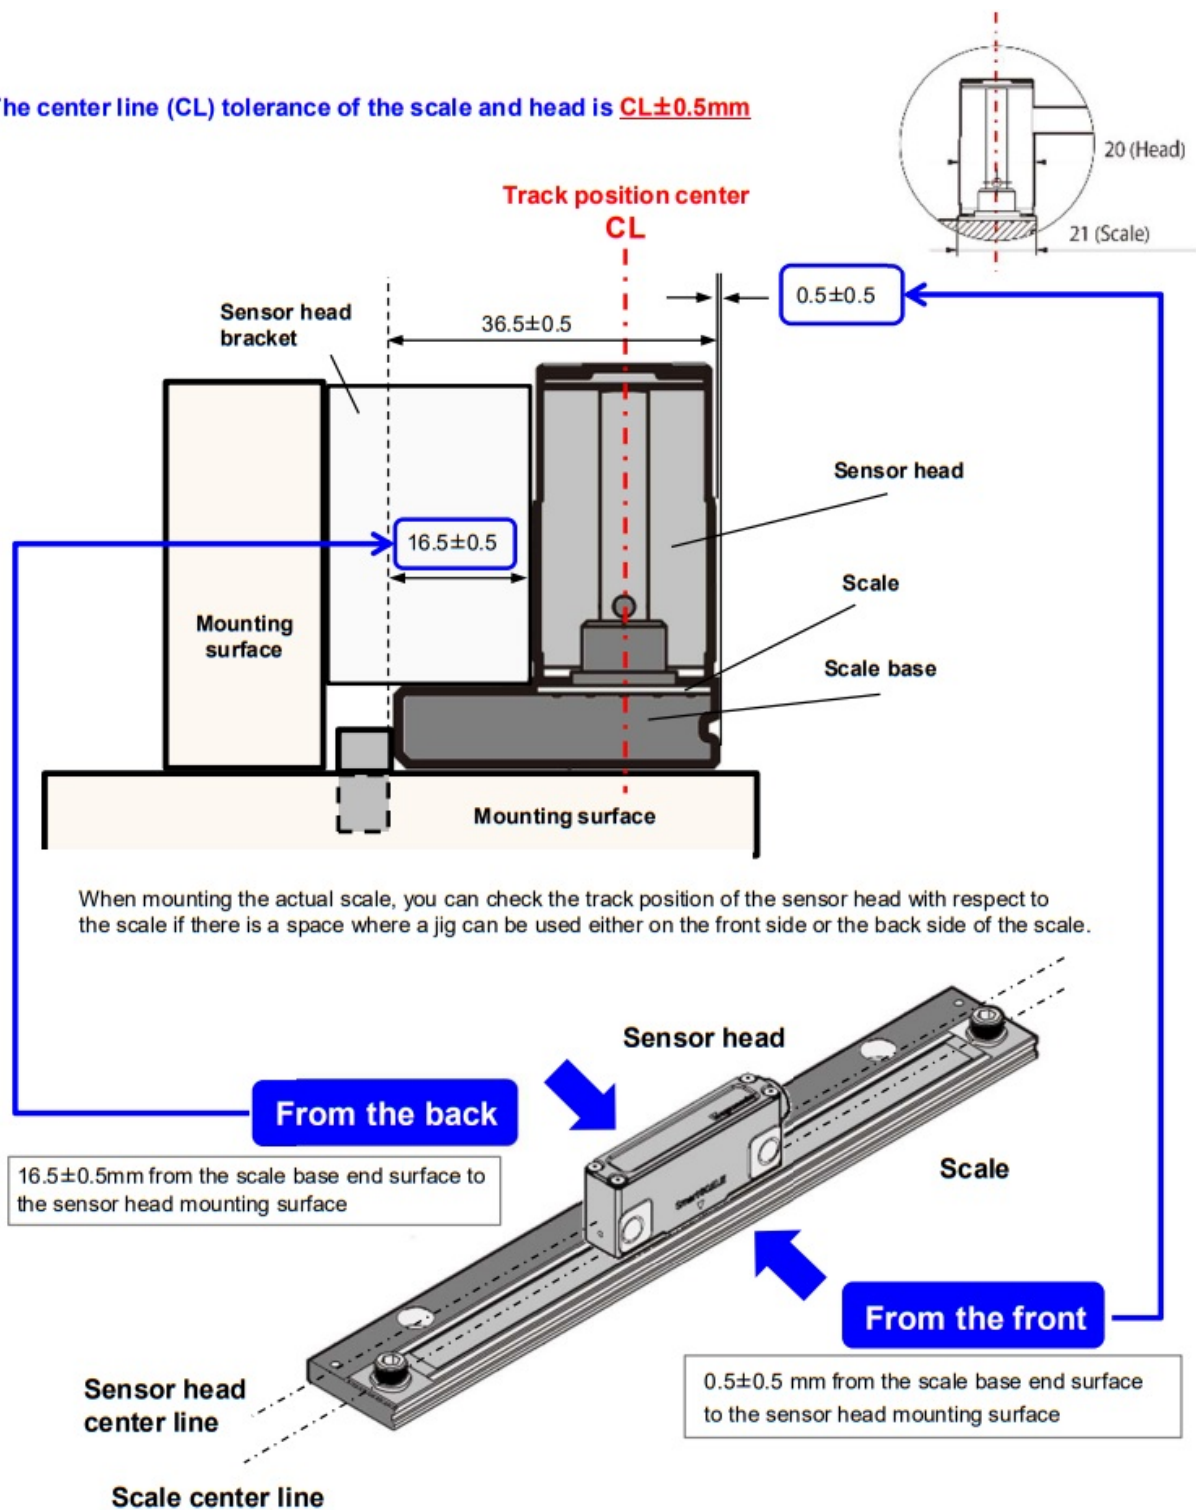 The center line (CL) tolerance of the scale and head is CL±0.5mm
20 (Head)
21 (Scale)
Track position center
CL
0.5±0.5
36.5±0.5
Sensor head
bracket
Sensor head
16.5±0.5
Scale
Mounting
surface
Scale base
Mounting surface
When mounting the actual scale, you can check the track position of the sensor head with respect to
the scale if there is a space where a jig can be used either on the front side or the back side of the scale.
Sensor head
From the back
16.5±0.5mm from the scale base end surface to
the sensor head mounting surface
Scale
From the front
0.5±0.5 mm from the scale base end surface
to the sensor head mounting surface
Sensor head
center line
Scale center line